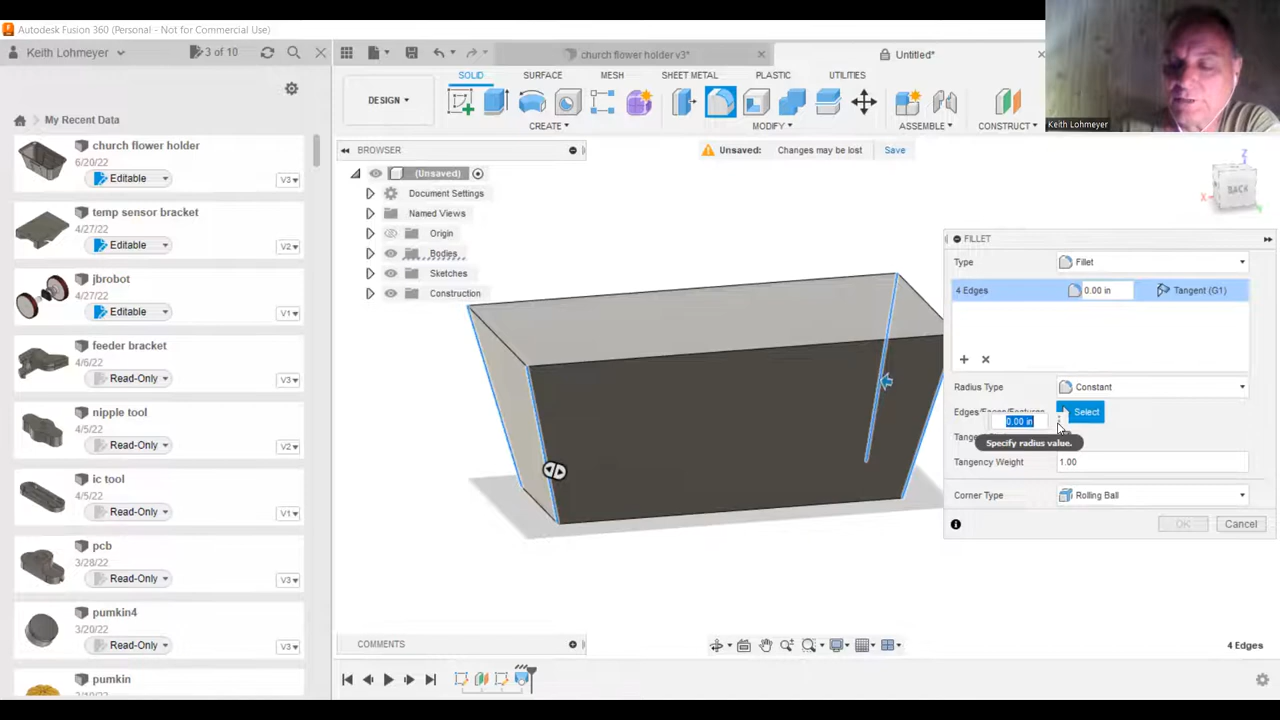 Autodesk Fusion 360 (Personal - Not for Commercial Use)
Keith Lohmeyer
3 of 10
church flower holder v3*
Untitled*
Keith Lohmeyer
SOLID
SURFACE
MESH
SHEET METAL
PLASTIC
UTILITIES
DESIGN
CREATE
MODIFY
ASSEMBLE
CONSTRUCT
My Recent Data
church flower holder
6/20/22
Editable
V3
temp sensor bracket
4/27/22
Editable
V2
jbrobot
4/27/22
Editable
V1
feeder bracket
4/6/22
Read-Only
V3
nipple tool
4/5/22
Read-Only
V2
ic tool
4/5/22
Read-Only
V1
pcb
3/28/22
Read-Only
V3
pumkin4
3/20/22
Read-Only
V3
pumkin
BROWSER
(Unsaved)
Document Settings
Named Views
Origin
Bodies
Sketches
Construction
Unsaved:
Changes may be lost
Save
Z
X
BACK
FILLET
Type
Fillet
4 Edges
0.00 in
Tangent (G1)
Radius Type
Constant
Edges/Faces/Features
Select
0.00 in
Specify radius value.
Tangency Weight
1.00
Corner Type
Rolling Ball
OK
Cancel
COMMENTS
4 Edges